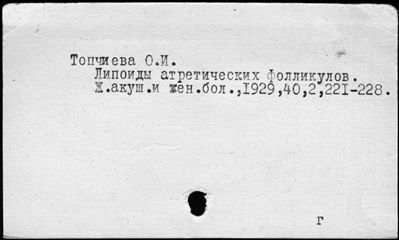 Топчиева О.И.
Липоиды атретических фолликулов.
Ж.акуш.и жен.бол.,1929,40,2,221-228.
г